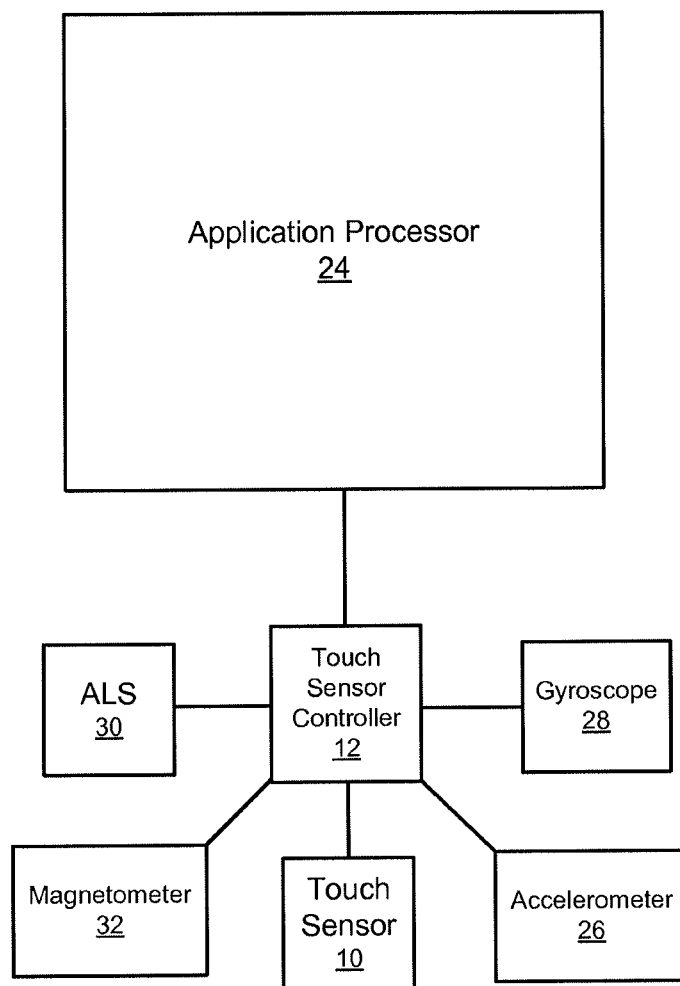 Application Processor
24
Touch
Sensor
Controller
12
ALS
30
Gyroscope
28
Magnetometer
32
Touch
Sensor
10
Accelerometer
26